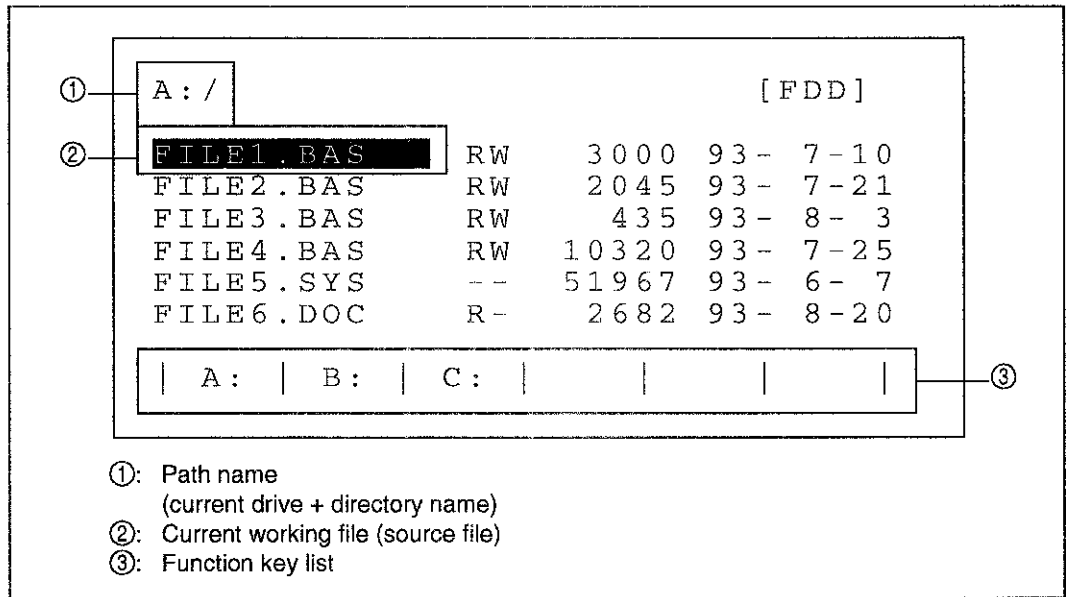 ① A:/ [FDD]
② FILE1.BAS RW 3000 93- 7-10
FILE2.BAS RW 2045 93- 7-21
FILE3.BAS RW 435 93- 8- 3
FILE4.BAS RW 10320 93- 7-25
FILE5.SYS -- 51967 93- 6- 7
FILE6.DOC R- 2682 93- 8-20
| A: | B: | C: | | | | ③
①: Path name
(current drive + directory name)
②: Current working file (source file)
③: Function key list